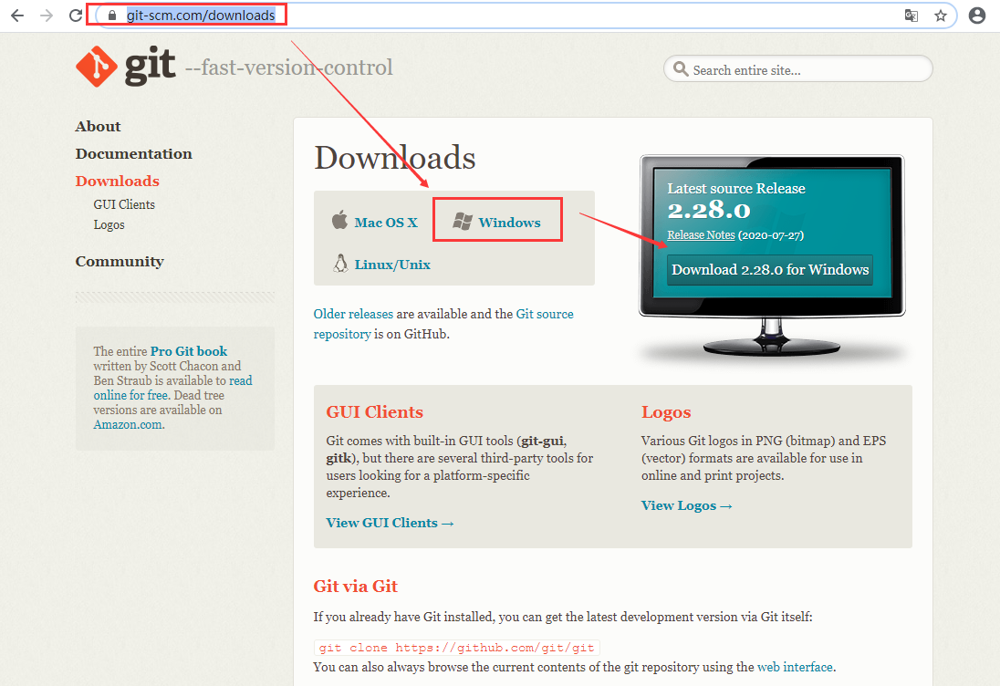 git-scm.com/downloads
git --fast-version-control
Search entire site...
About
Documentation
Downloads
GUI Clients
Logos
Community
The entire Pro Git book
written by Scott Chacon and
Ben Straub is available to read
online for free. Dead tree
versions are available on
Amazon.com.
Downloads
Mac OS X
Windows
Linux/Unix
Older releases are available and the Git source
repository is on GitHub.
Latest source Release
2.28.0
Release Notes (2020-07-27)
Download 2.28.0 for Windows
GUI Clients
Git comes with built-in GUI tools (git-gui,
gitk), but there are several third-party tools for
users looking for a platform-specific
experience.
View GUI Clients →
Logos
Various Git logos in PNG (bitmap) and EPS
(vector) formats are available for use in
online and print projects.
View Logos →
Git via Git
If you already have Git installed, you can get the latest development version via Git itself:
git clone https://github.com/git/git
You can also always browse the current contents of the git repository using the web interface.